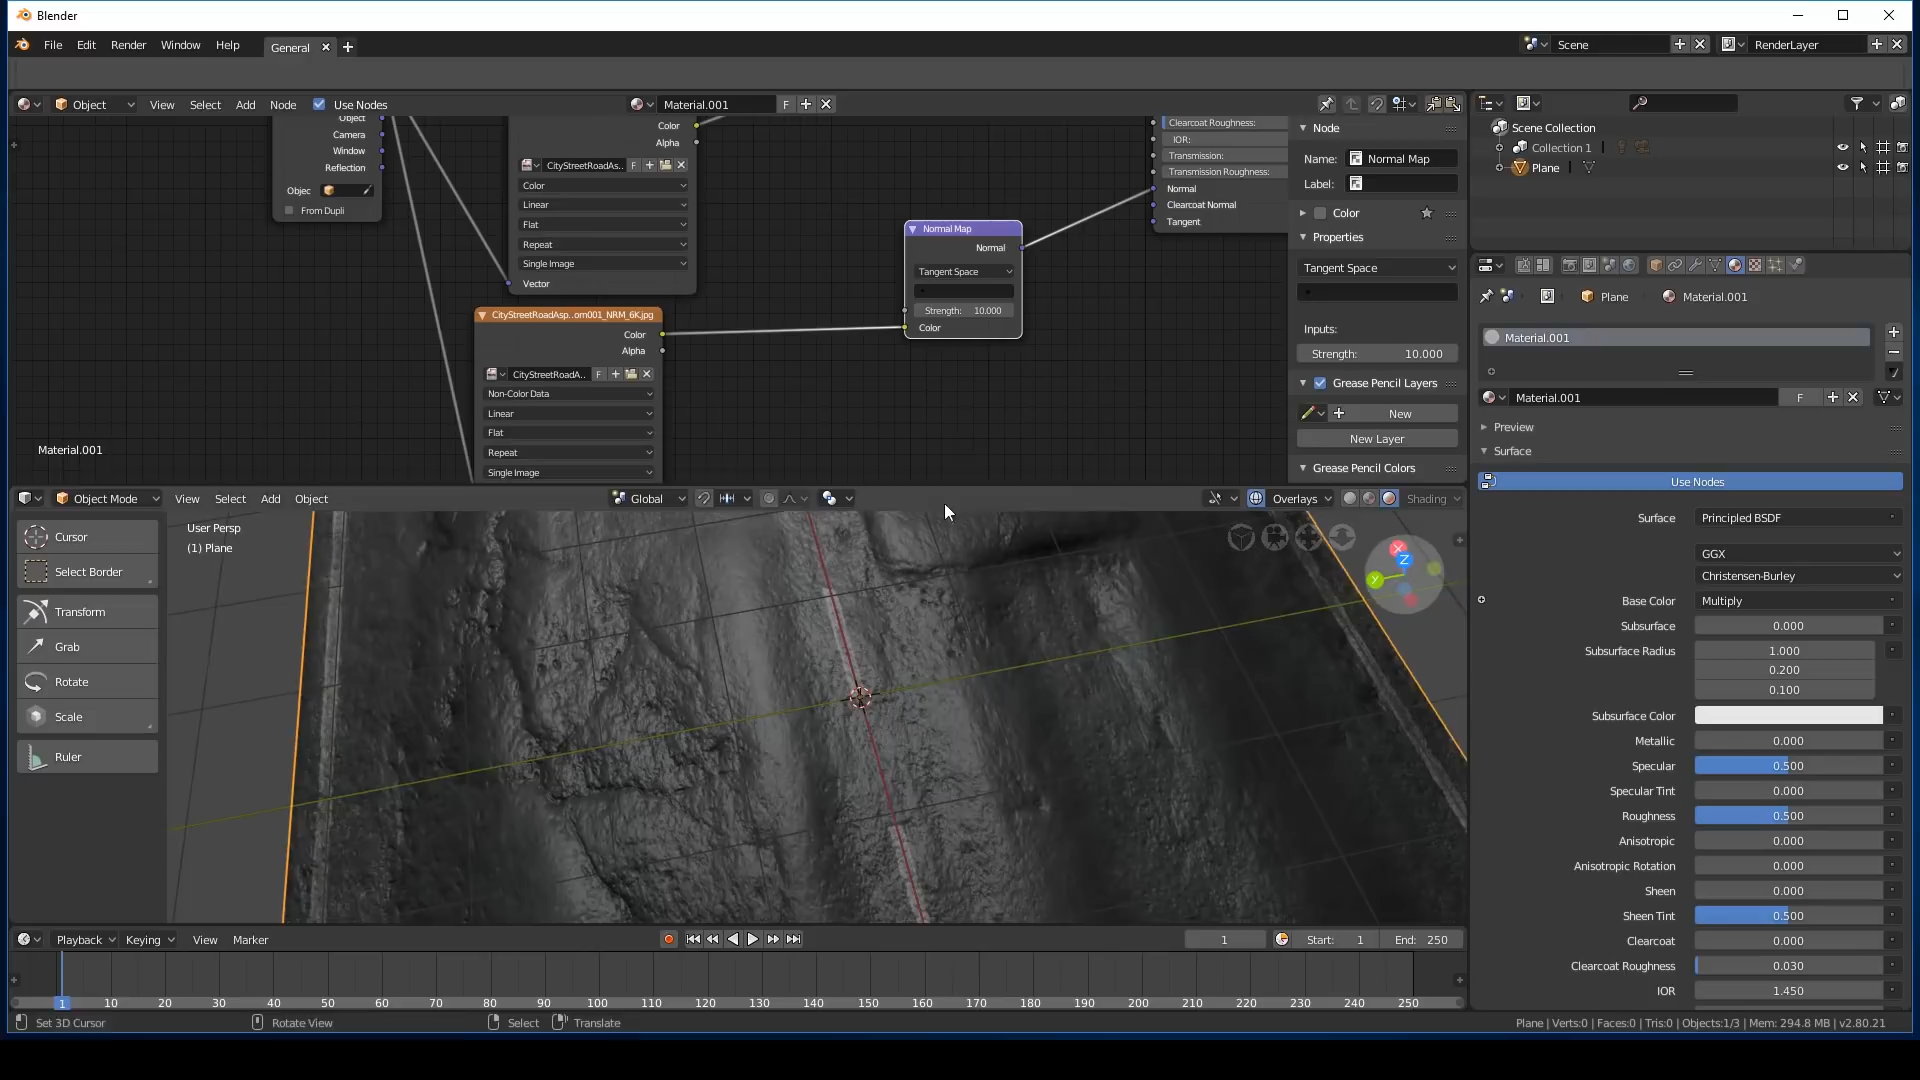 Blender
File Edit Render Window Help General Scene RenderLayer
Object View Select Add Node Use Nodes Material.001 F
Object
Camera
Window
Reflection
Objec
From Dupli
Color
Alpha
CityStreetRoadAs.. F
Color
Linear
Flat
Repeat
Single Image
Vector
CityStreetRoadAsp...om001_NRM_6K.jpg
Color
Alpha
CityStreetRoadA.. F
Non-Color Data
Linear
Flat
Repeat
Single Image
Material.001
Normal Map
Normal
Tangent Space
Strength: 10.000
Color
Clearcoat Roughness:
IOR:
Transmission:
Transmission Roughness:
Normal
Clearcoat Normal
Tangent
Node
Name: Normal Map
Label:
Color
Properties
Tangent Space
Inputs:
Strength: 10.000
Grease Pencil Layers
New
New Layer
Grease Pencil Colors
Scene Collection
Collection 1
Plane
Plane Material.001
Material.001
Material.001 F
Preview
Surface
Use Nodes
Surface Principled BSDF
GGX
Christensen-Burley
Base Color Multiply
Subsurface 0.000
Subsurface Radius 1.000
0.200
0.100
Subsurface Color
Metallic 0.000
Specular 0.500
Specular Tint 0.000
Roughness 0.500
Anisotropic 0.000
Anisotropic Rotation 0.000
Sheen 0.000
Sheen Tint 0.500
Clearcoat 0.000
Clearcoat Roughness 0.030
IOR 1.450
Object Mode View Select Add Object Global Overlays Shading
Cursor
Select Border
Transform
Grab
Rotate
Scale
Ruler
User Persp
(1) Plane
X
Z
Y
Playback Keying View Marker 1 Start: 1 End: 250
1 10 20 30 40 50 60 70 80 90 100 110 120 130 140 150 160 170 180 190 200 210 220 230 240 250
Set 3D Cursor Rotate View Select Translate Plane | Verts:0 | Faces:0 | Tris:0 | Objects:1/3 | Mem: 294.8 MB | v2.80.21